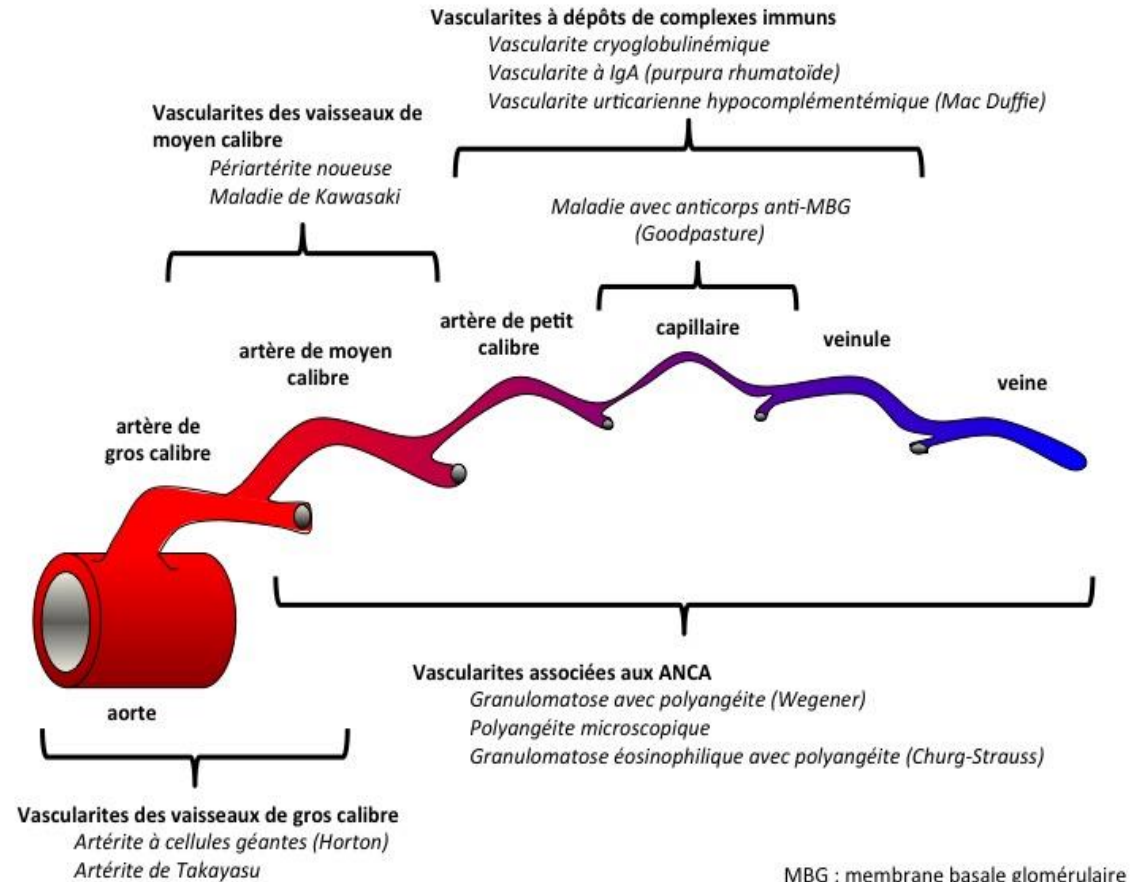 Vascularites à dépôts de complexes immuns
Vascularite cryoglobulinémique
Vascularite à IgA (purpura rhumatoïde)
Vascularite urticarienne hypocomplémentémique (Mac Duffie)
Vascularites des vaisseaux de
moyen calibre
Périartérite noueuse
Maladie de Kawasaki
Maladie avec anticorps anti-MBG
(Goodpasture)
artère de petit
calibre
capillaire
veinule
artère de moyen
calibre
veine
artère de
gros calibre
aorte
Vascularites associées aux ANCA
Granulomatose avec polyangéite (Wegener)
Polyangéite microscopique
Granulomatose éosinophilique avec polyangéite (Churg-Strauss)
Vascularites des vaisseaux de gros calibre
Artérite à cellules géantes (Horton)
Artérite de Takayasu
MBG : membrane basale glomérulaire